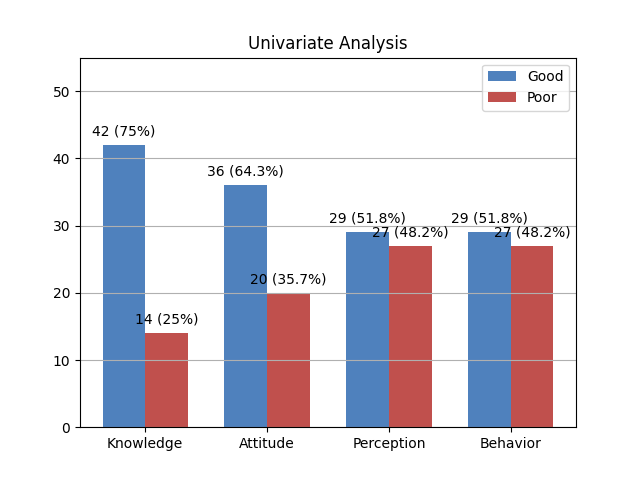 Univariate Analysis
Good
Poor
50
40
30
20
10
0
42 (75%)
14 (25%)
36 (64.3%)
20 (35.7%)
29 (51.8%)
27 (48.2%)
29 (51.8%)
27 (48.2%)
Knowledge
Attitude
Perception
Behavior